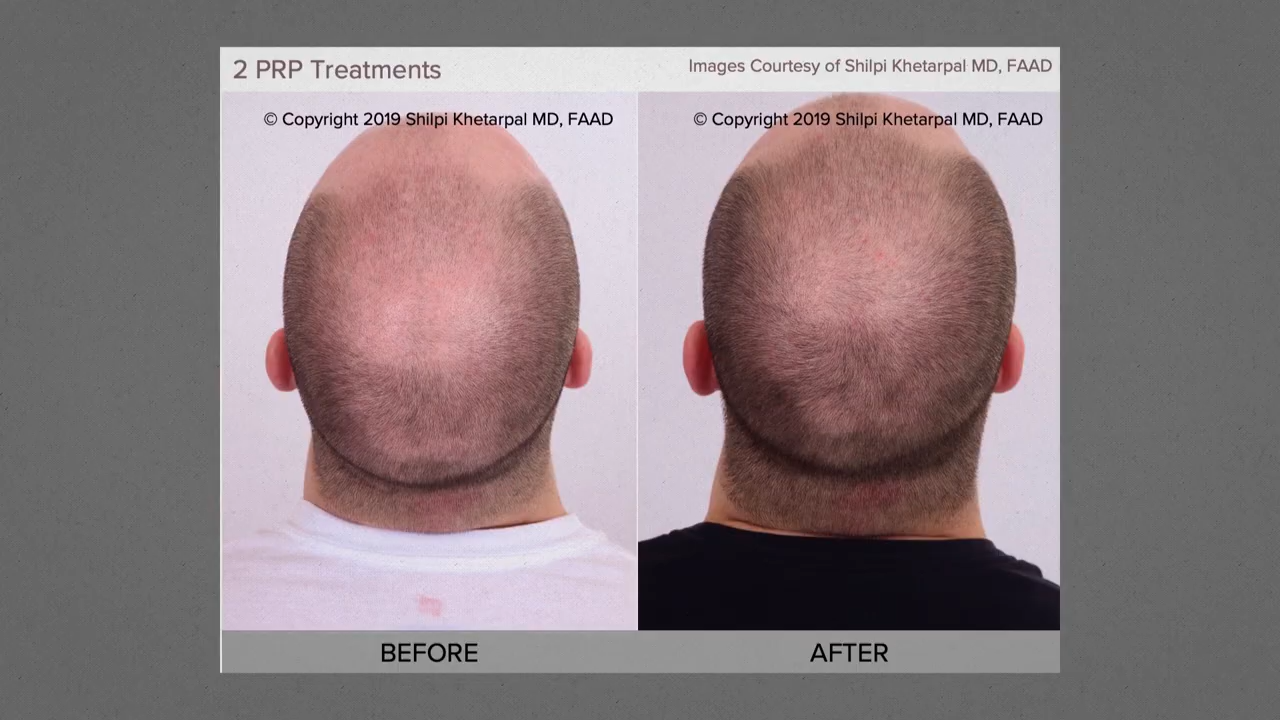 2 PRP Treatments
Images Courtesy of Shilpi Khetarpal MD, FAAD
© Copyright 2019 Shilpi Khetarpal MD, FAAD
© Copyright 2019 Shilpi Khetarpal MD, FAAD
BEFORE
AFTER